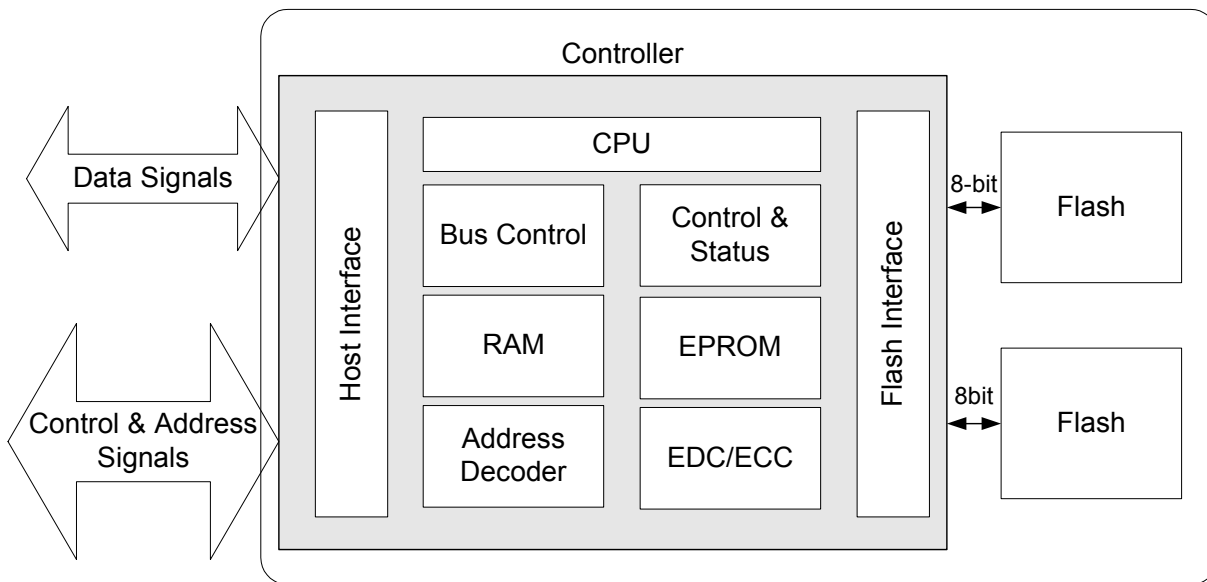 Controller
Data Signals
Control & Address
Signals
Host Interface
CPU
Bus Control
Control &
Status
RAM
EPROM
Address
Decoder
EDC/ECC
Flash Interface
8-bit
Flash
8bit
Flash